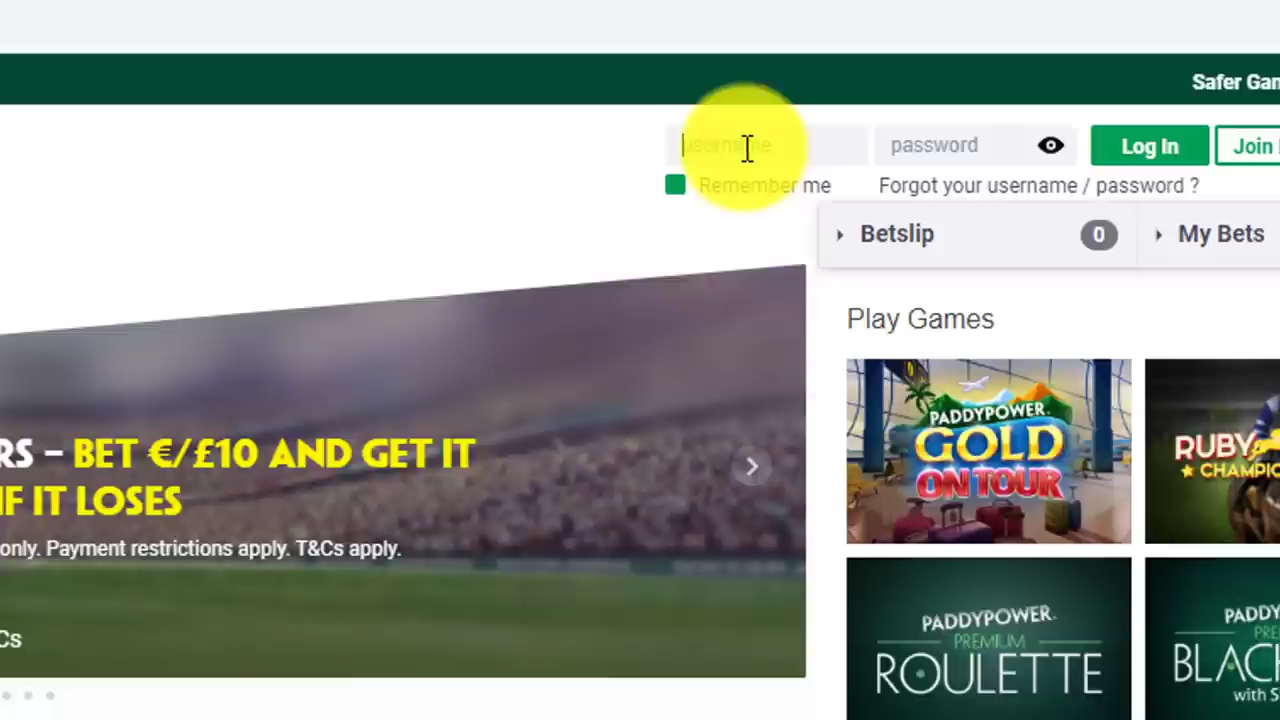 Safer Gam
username password Log In Join
Remember me Forgot your username / password ?
Betslip 0 My Bets
Play Games
RS – BET €/£10 AND GET IT
IF IT LOSES
only. Payment restrictions apply. T&Cs apply.
Cs
PADDYPOWER.
GOLD
ON TOUR
RUBY
CHAMPIO
PADDYPOWER.
PREMIUM
ROULETTE
PADDY
PRE
BLACK
with S